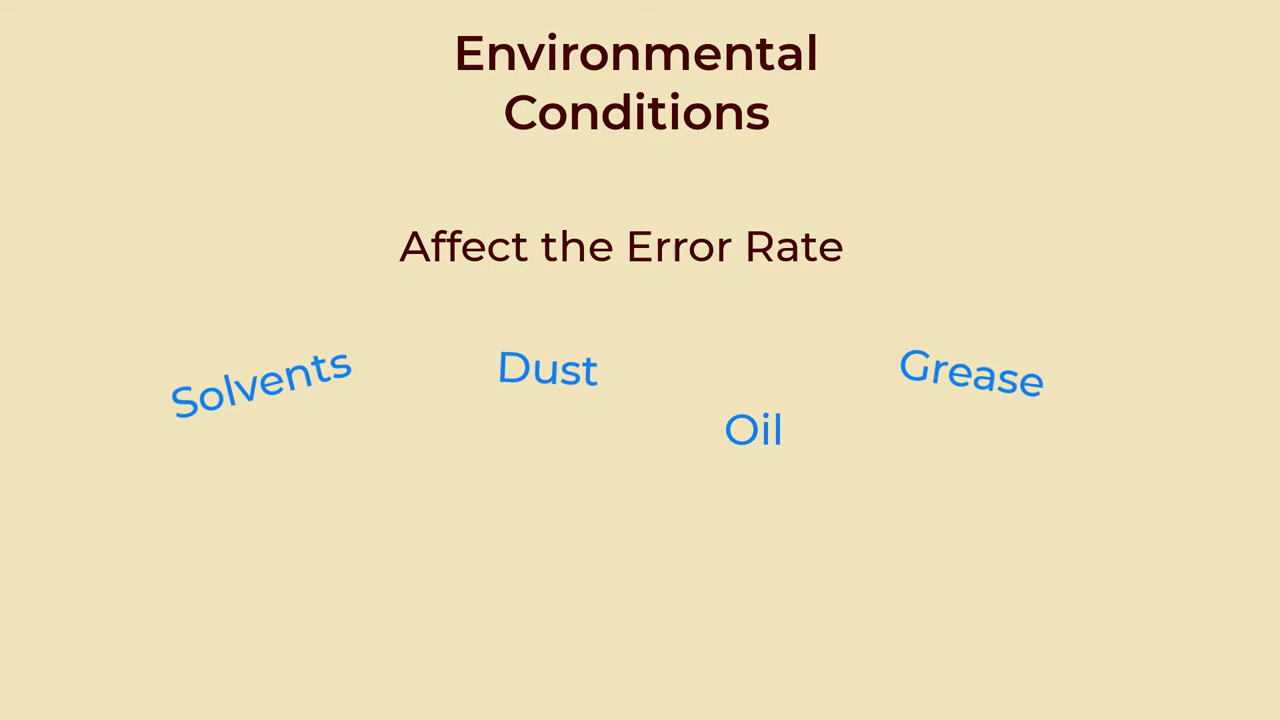 Environmental
Conditions
Affect the Error Rate
Solvents
Dust
Oil
Grease